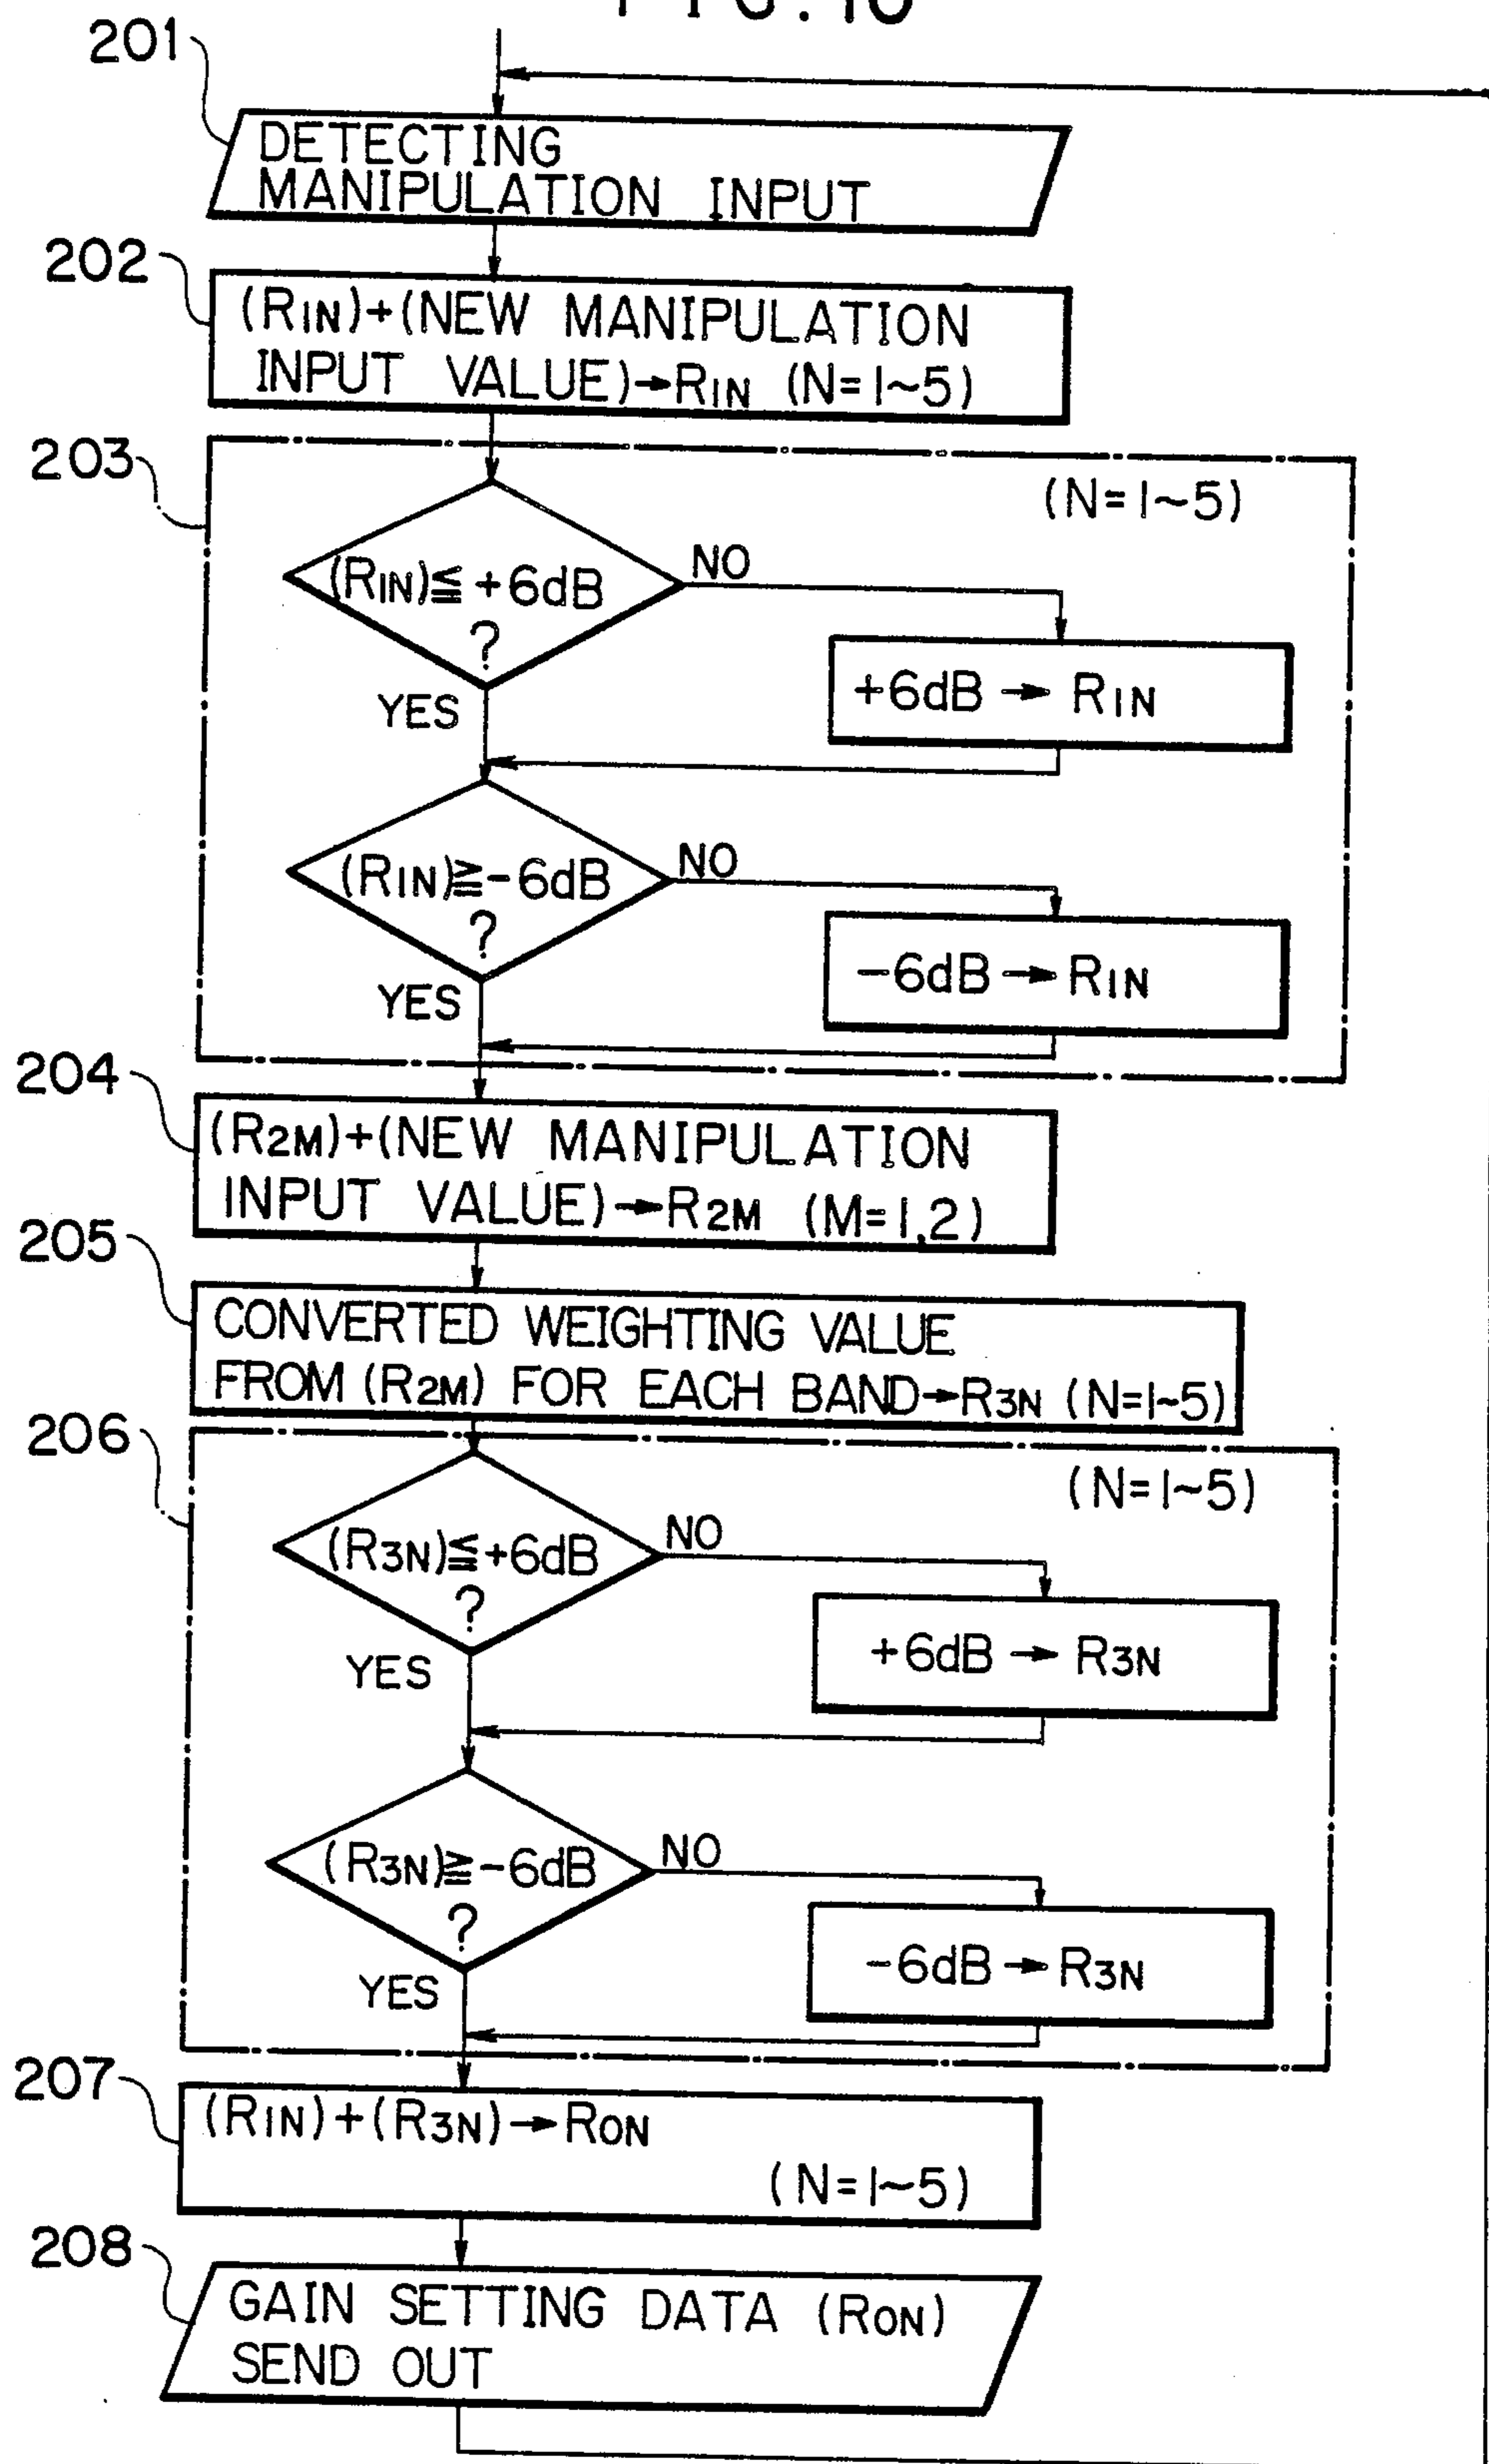 FIG.
201
DETECTING
MANIPULATION INPUT
202
(R1N)+(NEW MANIPULATION
INPUT VALUE)→R1N (N=1~5)
203
(N=1~5)
(R1N)≦+6dB
?
NO
+6dB → R1N
YES
(R1N)≧-6dB
?
NO
-6dB → R1N
YES
204
(R2M)+(NEW MANIPULATION
INPUT VALUE)→R2M (M=1,2)
205
CONVERTED WEIGHTING VALUE
FROM (R2M) FOR EACH BAND→R3N (N=1~5)
206
(N=1~5)
(R3N)≦+6dB
?
NO
+6dB → R3N
YES
(R3N)≧-6dB
?
NO
-6dB → R3N
YES
207
(R1N)+(R3N)→RON
(N=1~5)
208
GAIN SETTING DATA (RON)
SEND OUT